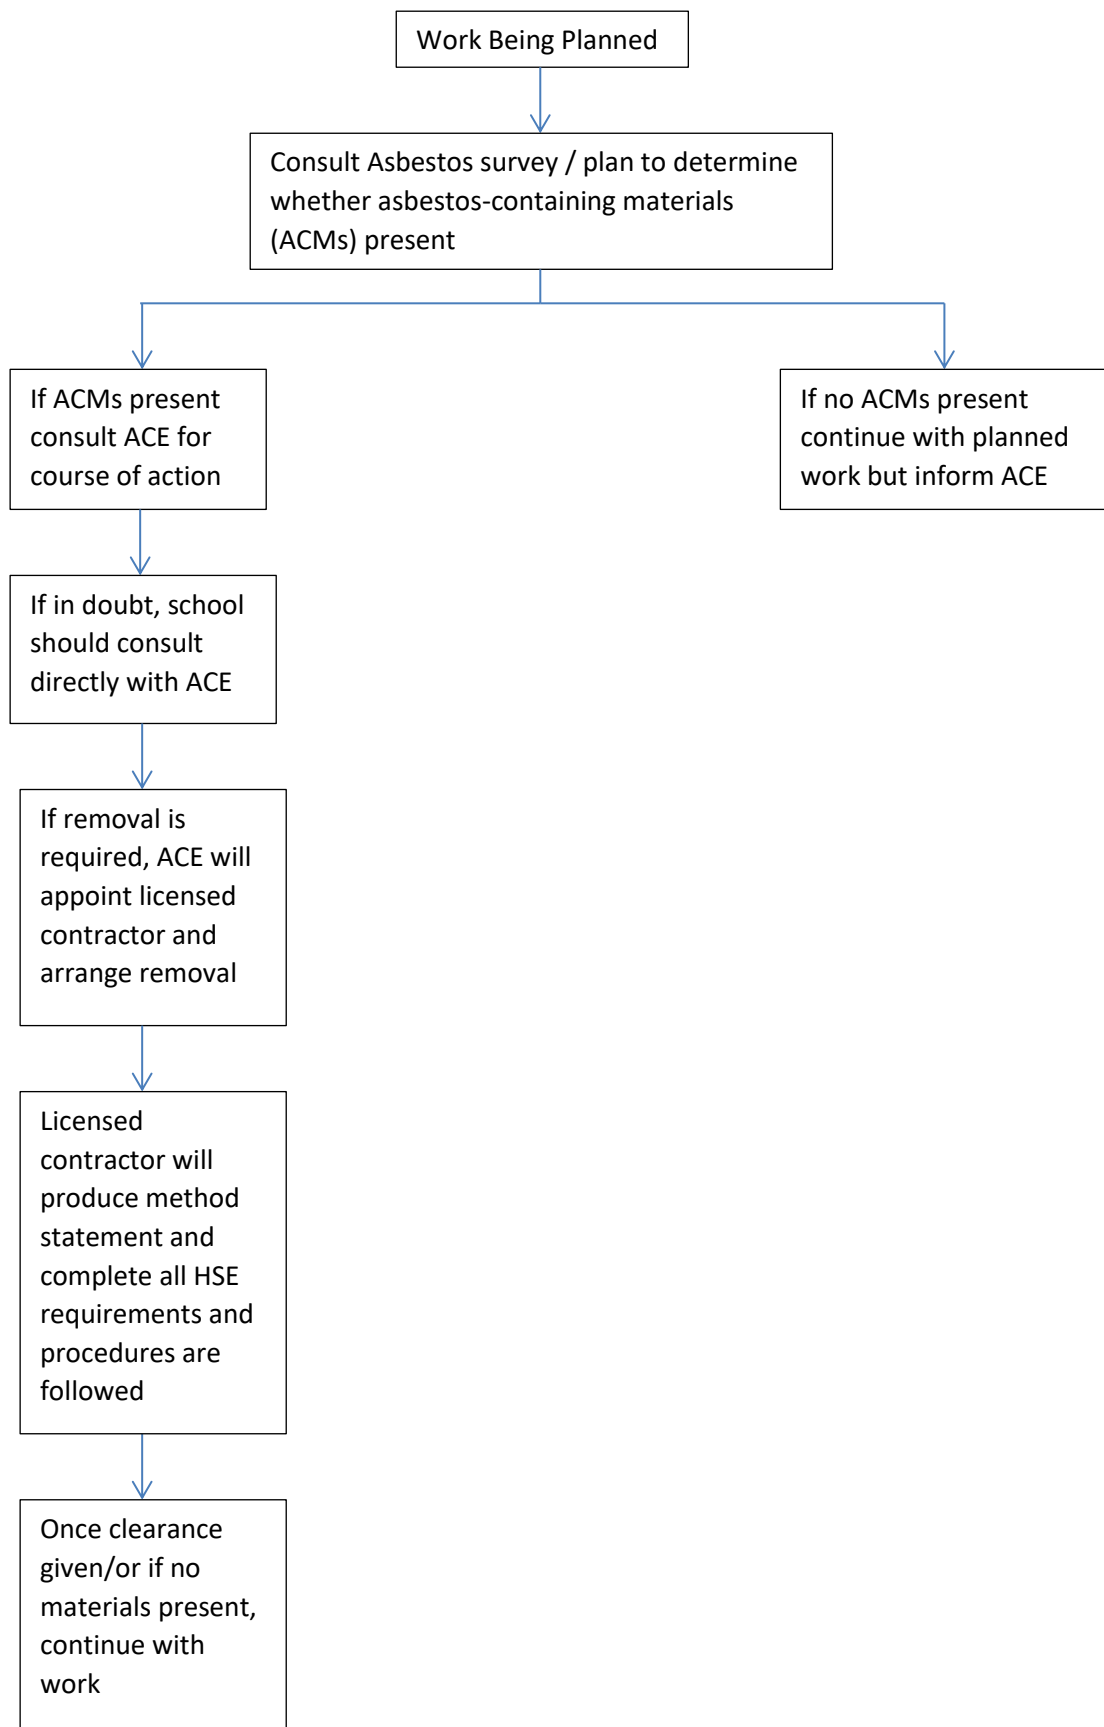 Work Being Planned
Consult Asbestos survey / plan to determine
whether asbestos-containing materials
(ACMs) present
If ACMs present
consult ACE for
course of action
If no ACMs present
continue with planned
work but inform ACE
If in doubt, school
should consult
directly with ACE
If removal is
required, ACE will
appoint licensed
contractor and
arrange removal
Licensed
contractor will
produce method
statement and
complete all HSE
requirements and
procedures are
followed
Once clearance
given/or if no
materials present,
continue with
work